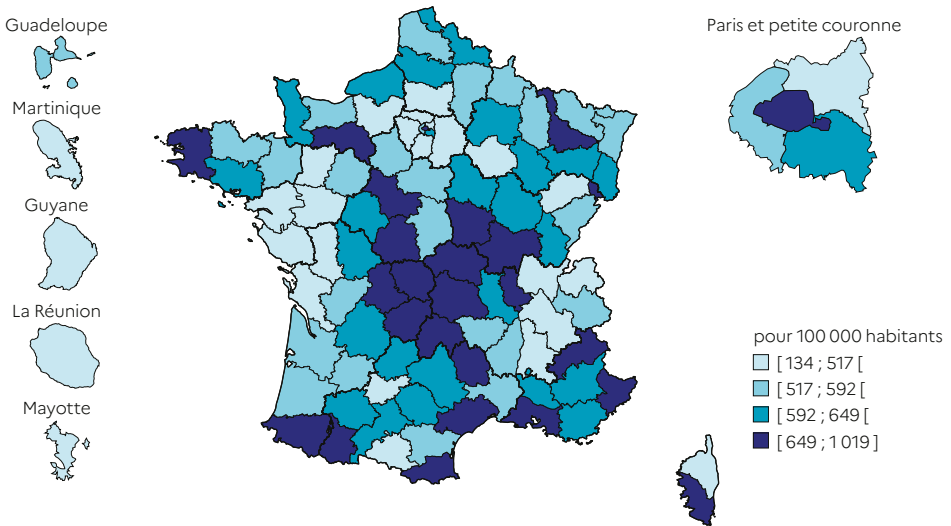 Guadeloupe
Paris et petite couronne
Martinique
Guyane
La Réunion
Mayotte
pour 100 000 habitants
[ 134 ; 517 [
[ 517 ; 592 [
[ 592 ; 649 [
[ 649 ; 1 019 ]